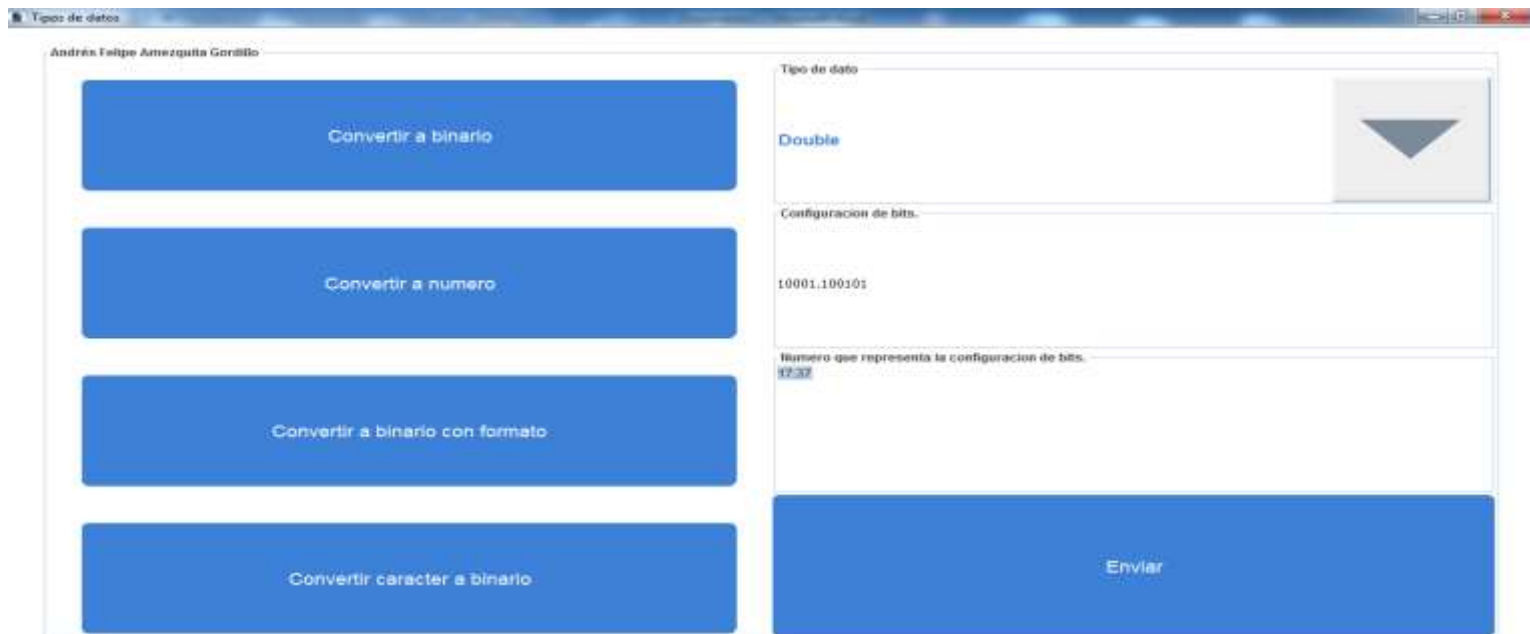 Tipos de datos
Andrés Felipe Amezquita Gordillo
Convertir a binario
Convertir a numero
Convertir a binario con formato
Convertir caracter a binario
Tipo de dato
Double
Configuracion de bits.
10001.100101
Numero que representa la configuracion de bits.
17.37
Enviar